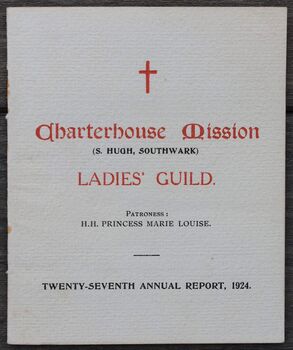 Charterhouse Mission
(S. HUGH, SOUTHWARK)
LADIES' GUILD.
PATRONESS:
H.H. PRINCESS MARIE LOUISE.
TWENTY-SEVENTH ANNUAL REPORT, 1924.